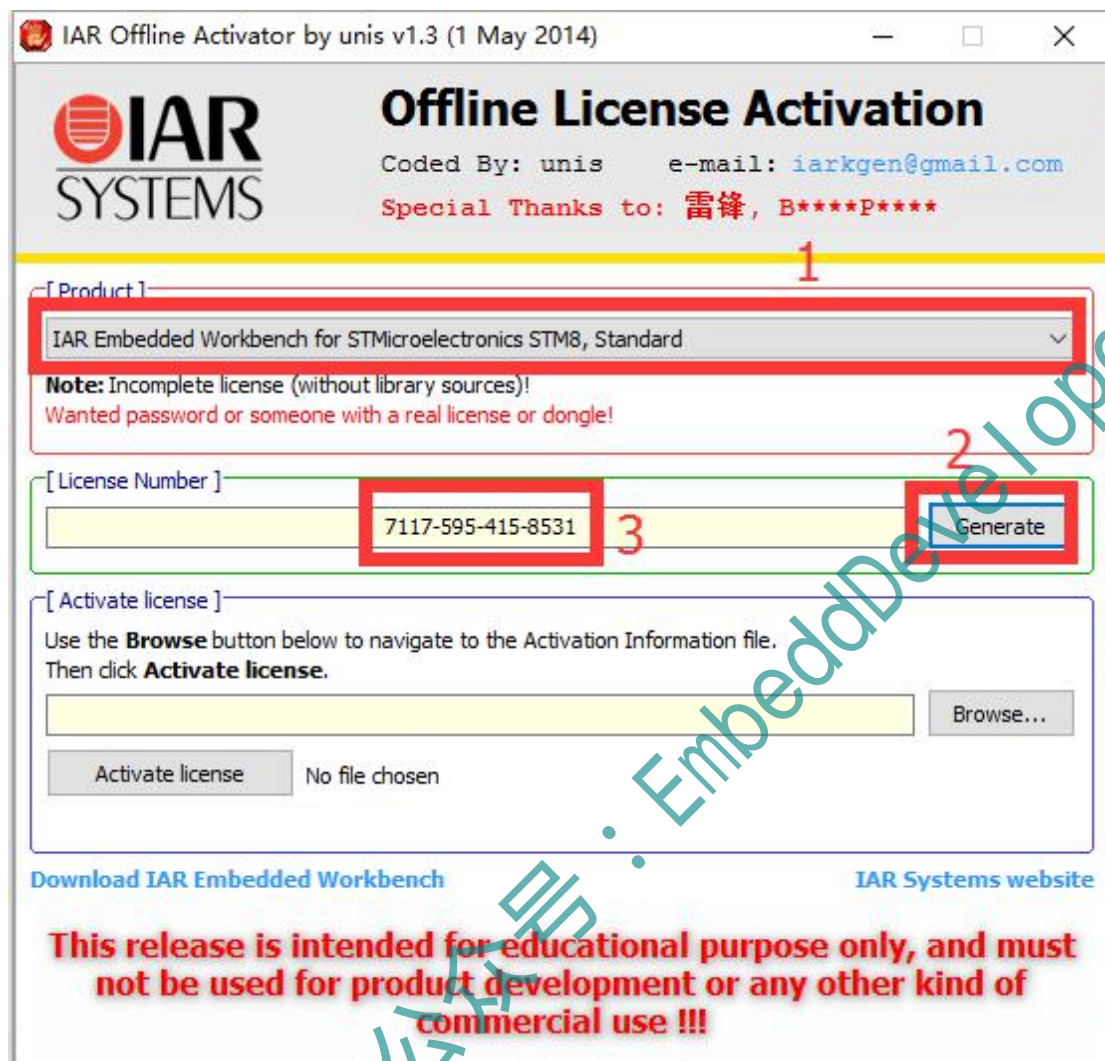 IAR Offline Activator by unis v1.3 (1 May 2014)
IAR
SYSTEMS
Offline License Activation
Coded By: unis e-mail: iarkgen@gmail.com
Special Thanks to: 雷锋, B****P****
1
[ Product ]
IAR Embedded Workbench for STMicroelectronics STM8, Standard
Note: Incomplete license (without library sources)!
Wanted password or someone with a real license or dongle!
2
[ License Number ]
7117-595-415-8531
3
Generate
[ Activate license ]
Use the Browse button below to navigate to the Activation Information file.
Then click Activate license.
Browse...
Activate license
No file chosen
Download IAR Embedded Workbench
IAR Systems website
This release is intended for educational purpose only, and must
not be used for product development or any other kind of
commercial use !!!
公众号：EmbeddDevelop